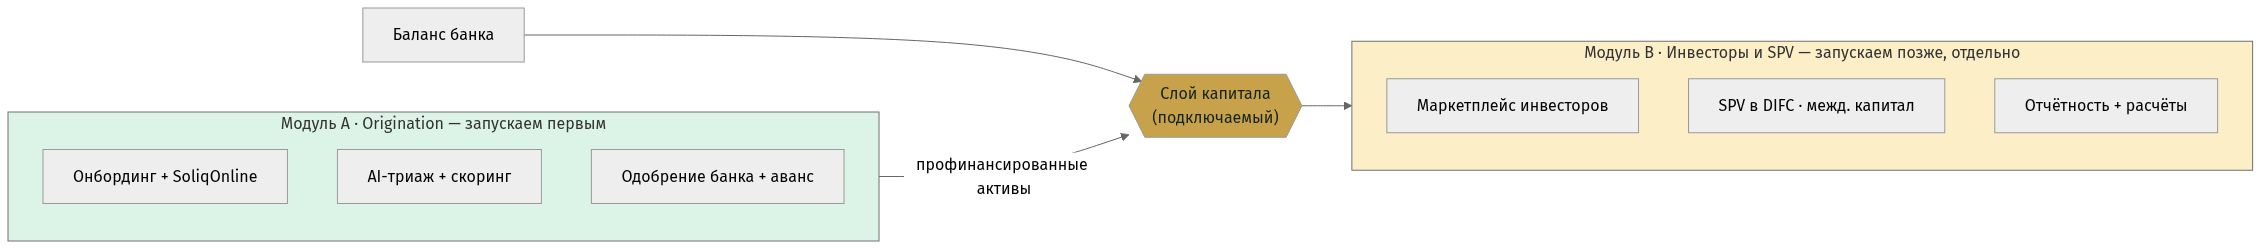 Баланс банка
Модуль А · Origination — запускаем первым
Онбординг + SoliqOnline
AI-триаж + скоринг
Одобрение банка + аванс
профинансированные
активы
Слой капитала
(подключаемый)
Модуль B · Инвесторы и SPV — запускаем позже, отдельно
Маркетплейс инвесторов
SPV в DIFC · межд. капитал
Отчётность + расчёты